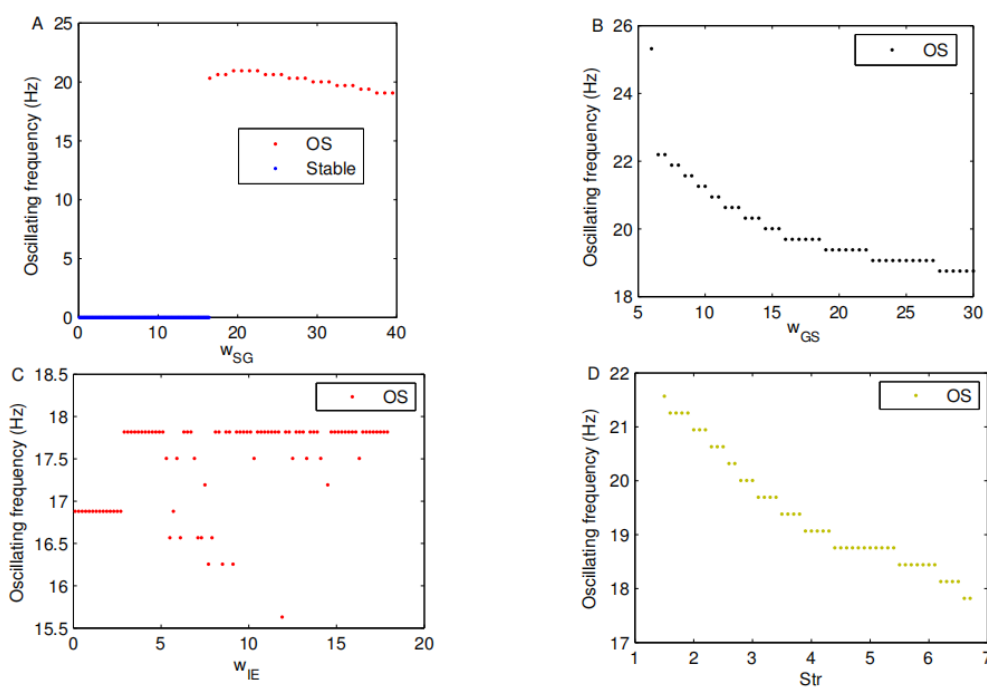 A
25
20
15
10
5
0
Oscillating frequency (Hz)
OS
Stable
0 10 20 30 40
w_SG
B
26
24
22
20
18
Oscillating frequency (Hz)
OS
5 10 15 20 25 30
w_GS
C
18.5
18
17.5
17
16.5
16
15.5
Oscillating frequency (Hz)
OS
0 5 10 15 20
w_IE
D
22
21
20
19
18
17
Oscillating frequency (Hz)
OS
1 2 3 4 5 6 7
Str